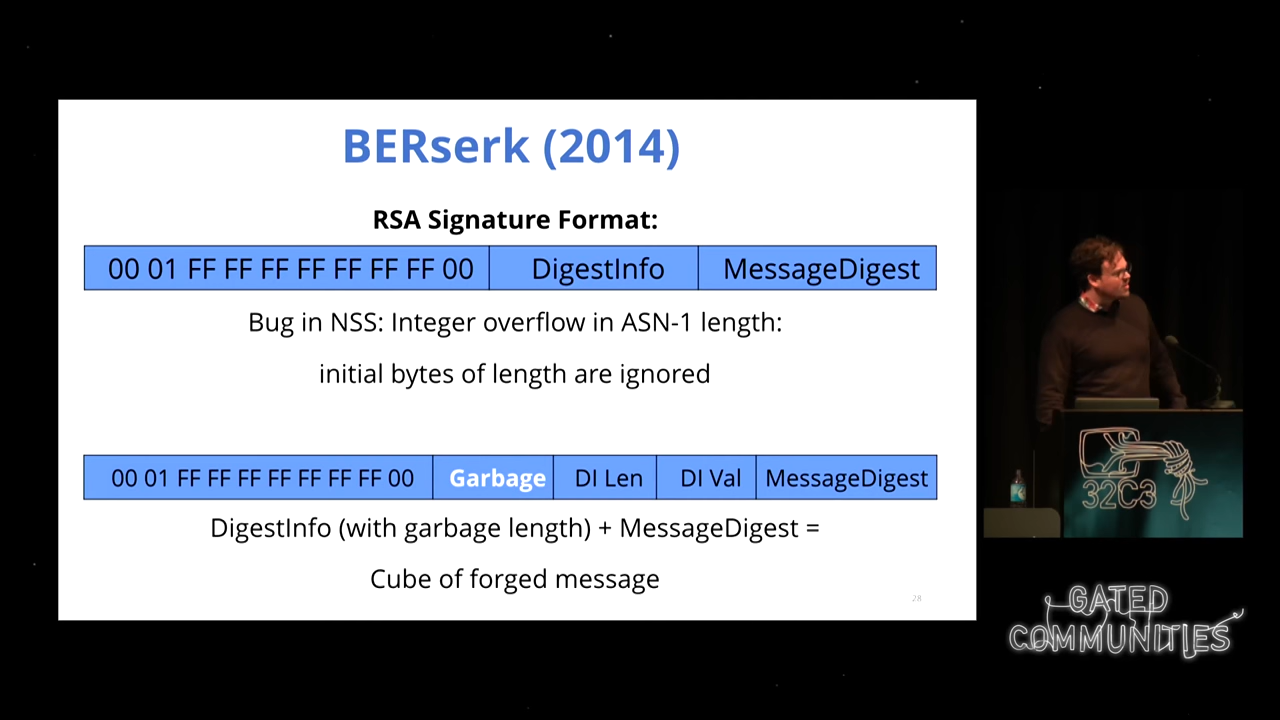 BERserk (2014)
RSA Signature Format:
00 01 FF FF FF FF FF FF FF 00 DigestInfo MessageDigest
Bug in NSS: Integer overflow in ASN-1 length:
initial bytes of length are ignored
00 01 FF FF FF FF FF FF FF 00 Garbage DI Len DI Val MessageDigest
DigestInfo (with garbage length) + MessageDigest =
Cube of forged message
28
32C3
GATED
COMMUNITIES